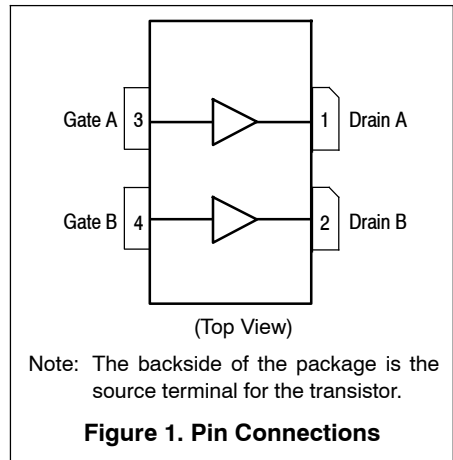 Gate A 3 1 Drain A
Gate B 4 2 Drain B
(Top View)
Note: The backside of the package is the
source terminal for the transistor.
Figure 1. Pin Connections